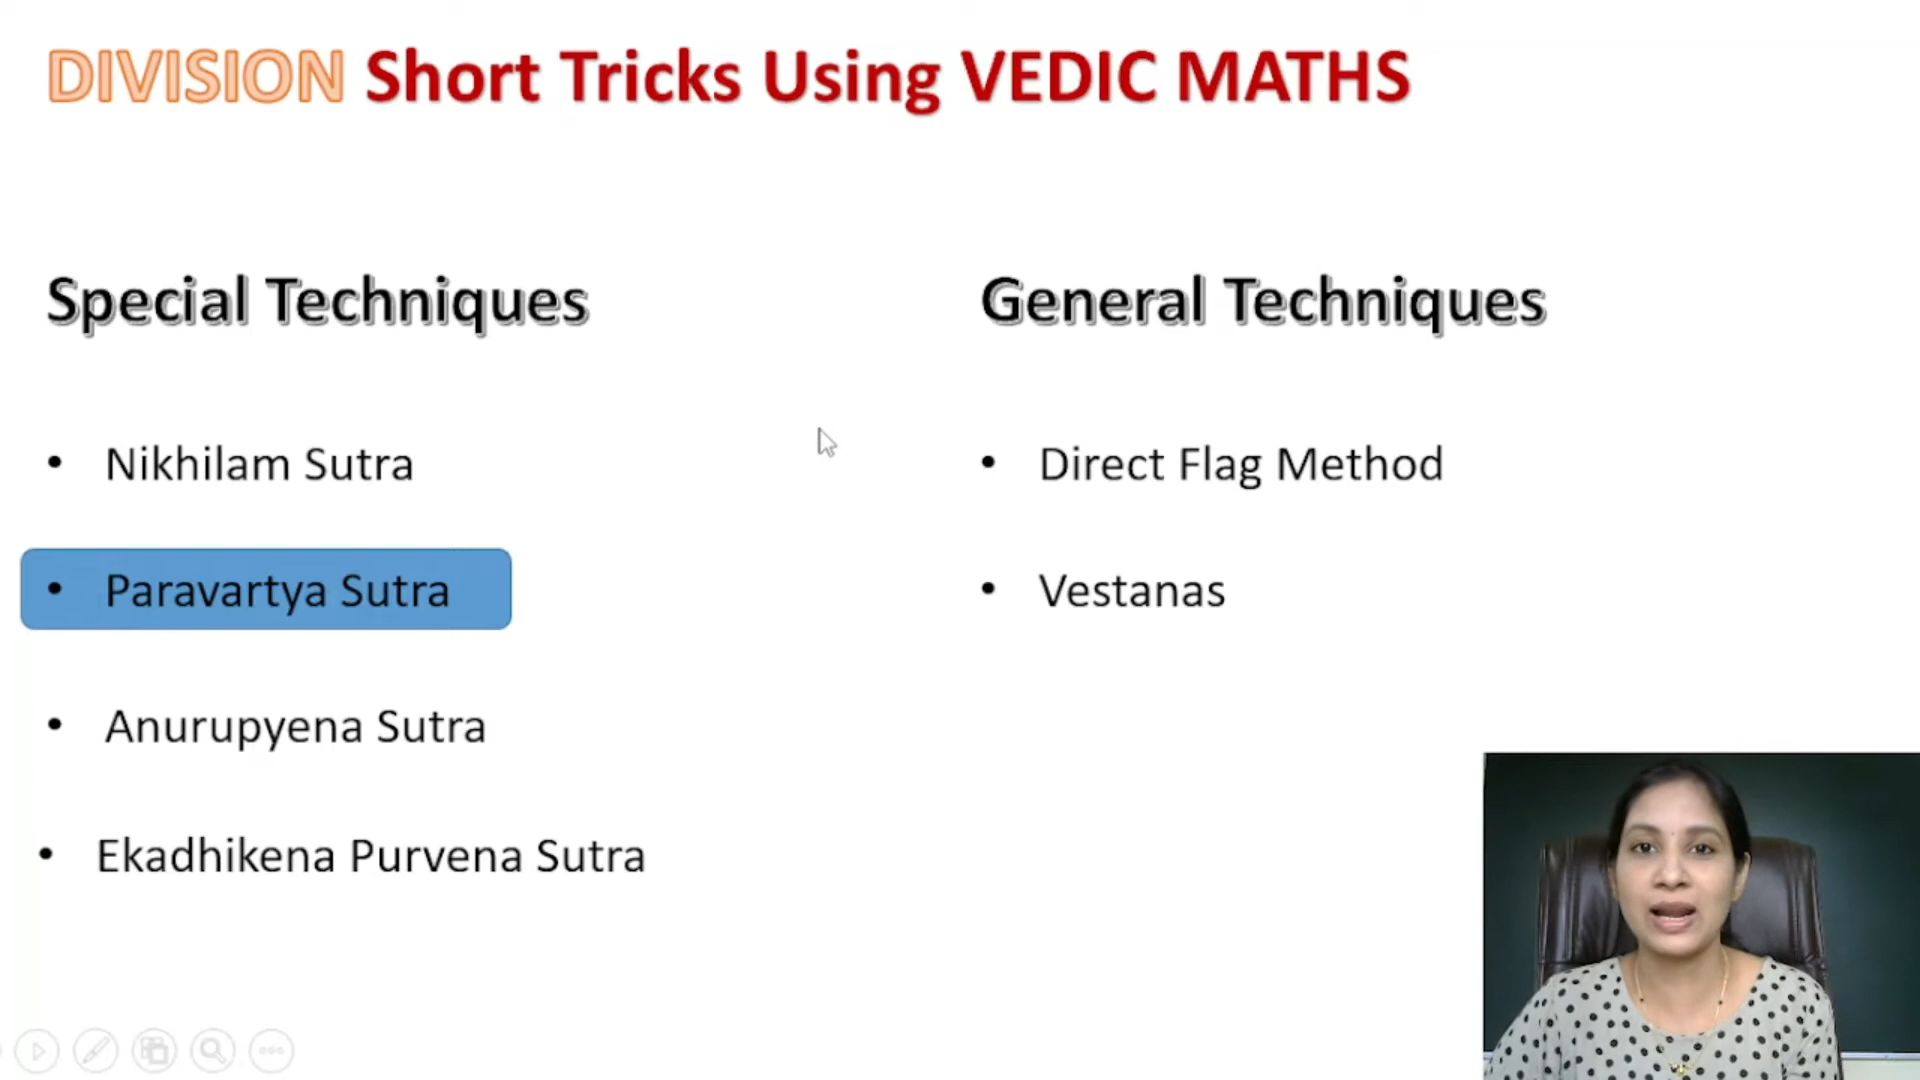 DIVISION Short Tricks Using VEDIC MATHS
Special Techniques
• Nikhilam Sutra
• Paravartya Sutra
• Anurupyena Sutra
• Ekadhikena Purvena Sutra
General Techniques
• Direct Flag Method
• Vestanas